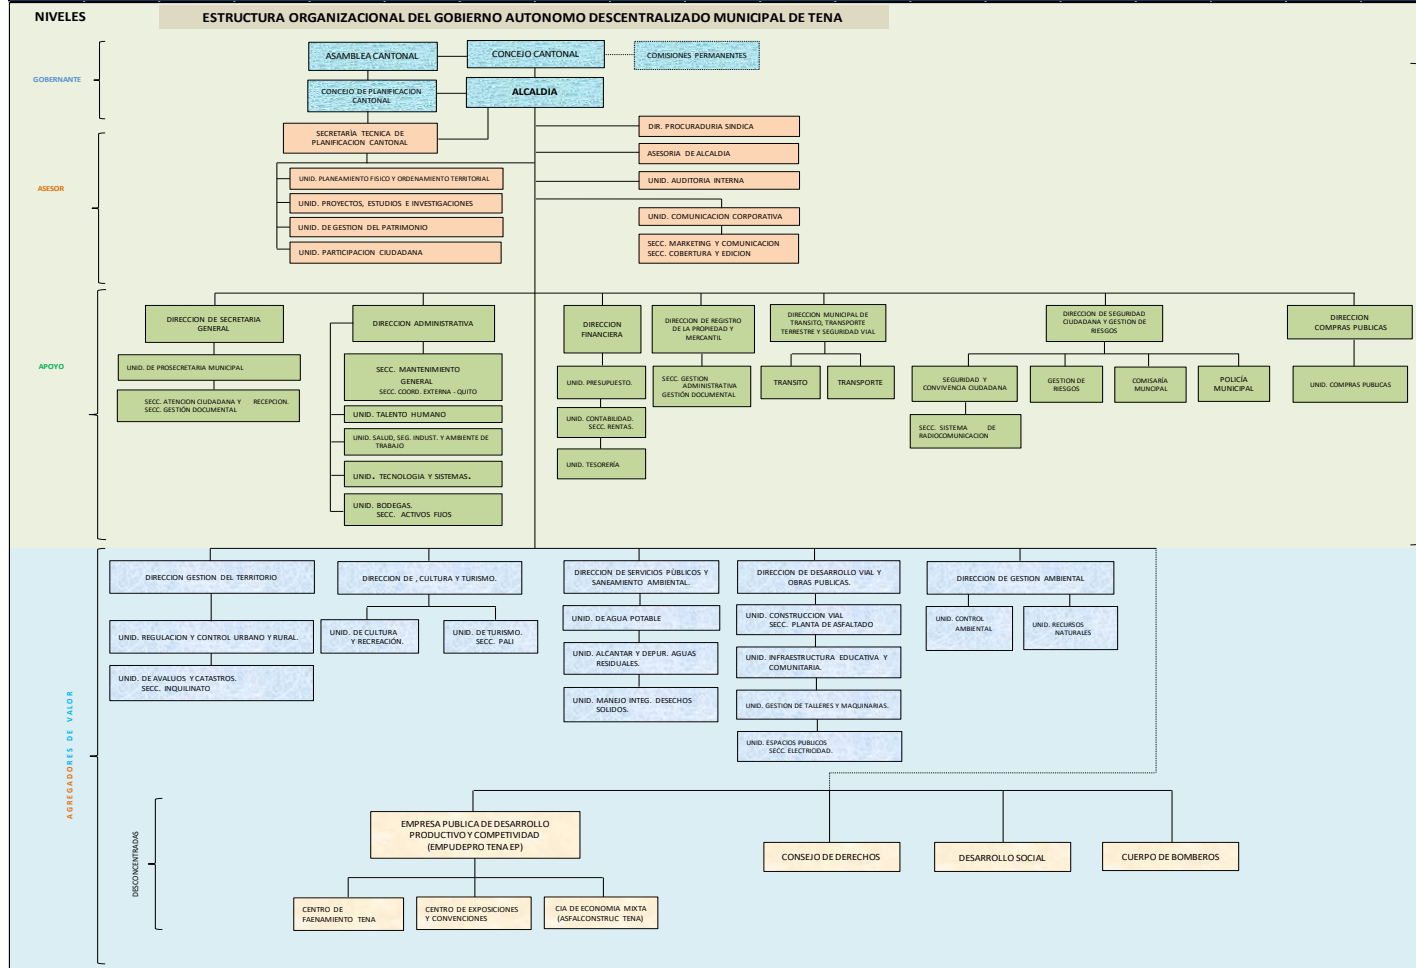 NIVELES
ESTRUCTURA ORGANIZACIONAL DEL GOBIERNO AUTONOMO DESCENTRALIZADO MUNICIPAL DE TENA
GOBERNANTE
ASAMBLEA CANTONAL
CONCEJO CANTONAL
COMISIONES PERMANENTES
CONCEJO DE PLANIFICACION
CANTONAL
ALCALDIA
ASESOR
SECRETARÍA TECNICA DE
PLANIFICACION CANTONAL
UNID. PLANEAMIENTO FISICO Y ORDENAMIENTO TERRITORIAL
UNID. PROYECTOS, ESTUDIOS E INVESTIGACIONES
UNID. DE GESTION DEL PATRIMONIO
UNID. PARTICIPACION CIUDADANA
DIR. PROCURADURIA SINDICA
ASESORIA DE ALCALDIA
UNID. AUDITORIA INTERNA
UNID. COMUNICACION CORPORATIVA
SECC. MARKETING Y COMUNICACION
SECC. COBERTURA Y EDICION
APOYO
DIRECCION DE SECRETARIA
GENERAL
UNID. DE PROSECRETARIA MUNICIPAL
SECC. ATENCION CIUDADANA Y RECEPCION.
SECC. GESTIÓN DOCUMENTAL
DIRECCION ADMINISTRATIVA
SECC. MANTENIMIENTO
GENERAL
SECC. COORD. EXTERNA - QUITO
UNID. TALENTO HUMANO
UNID. SALUD, SEG. INDUST. Y AMBIENTE DE
TRABAJO
UNID. TECNOLOGIA Y SISTEMAS.
UNID. BODEGAS.
SECC. ACTIVOS FIJOS
DIRECCION
FINANCIERA
UNID. PRESUPUESTO.
UNID. CONTABILIDAD.
SECC. RENTAS.
UNID. TESORERÍA
DIRECCION DE REGISTRO
DE LA PROPIEDAD Y
MERCANTIL
SECC. GESTION
ADMINISTRATIVA
GESTIÓN DOCUMENTAL
DIRECCION MUNICIPAL DE
TRANSITO, TRANSPORTE
TERRESTRE Y SEGURIDAD VIAL
TRANSITO
TRANSPORTE
DIRECCION DE SEGURIDAD
CIUDADANA Y GESTION DE
RIESGOS
SEGURIDAD Y
CONVIVENCIA CIUDADANA
SECC. SISTEMA DE
RADIOCOMUNICACION
GESTION DE
RIESGOS
COMISARÍA
MUNCIPAL
POLICÍA
MUNICIPAL
DIRECCION
COMPRAS PUBLICAS
UNID. COMPRAS PUBLICAS
AGREGADORES DE VALOR
DIRECCION GESTION DEL TERRITORIO
UNID. REGULACION Y CONTROL URBANO Y RURAL.
UNID. DE AVALUOS Y CATASTROS.
SECC. INQUILINATO
DIRECCION DE , CULTURA Y TURISMO.
UNID. DE CULTURA
Y RECREACIÓN.
UNID. DE TURISMO.
SECC. PALI
DIRECCION DE SERVICIOS PÙBLICOS Y
SANEAMIENTO AMBIENTAL.
UNID. DE AGUA POTABLE
UNID. ALCANTAR Y DEPUR. AGUAS
RESIDUALES.
UNID. MANEJO INTEG. DESECHOS
SOLIDOS.
DIRECCION DE DESARROLLO VIAL Y
OBRAS PUBLICAS.
UNID. CONSTRUCCION VIAL
SECC. PLANTA DE ASFALTADO
UNID. INFRAESTRUCTURA EDUCATIVA Y
COMUNITARIA.
UNID. GESTION DE TALLERES Y MAQUINARIAS.
UNID. ESPACIOS PUBLICOS
SECC. ELECTRICIDAD.
DIRECCION DE GESTION AMBIENTAL
UNID. CONTROL
AMBIENTAL
UNID. RECURSOS
NATURALES
DESCONCENTRADAS
EMPRESA PUBLICA DE DESARROLLO
PRODUCTIVO Y COMPETIVIDAD
(EMPUDEPRO TENA EP)
CENTRO DE
FAENAMIENTO TENA
CENTRO DE EXPOSICIONES
Y CONVENCIONES
CIA DE ECONOMIA MIXTA
(ASFALCONSTRUC TENA)
CONSEJO DE DERECHOS
DESARROLLO SOCIAL
CUERPO DE BOMBEROS